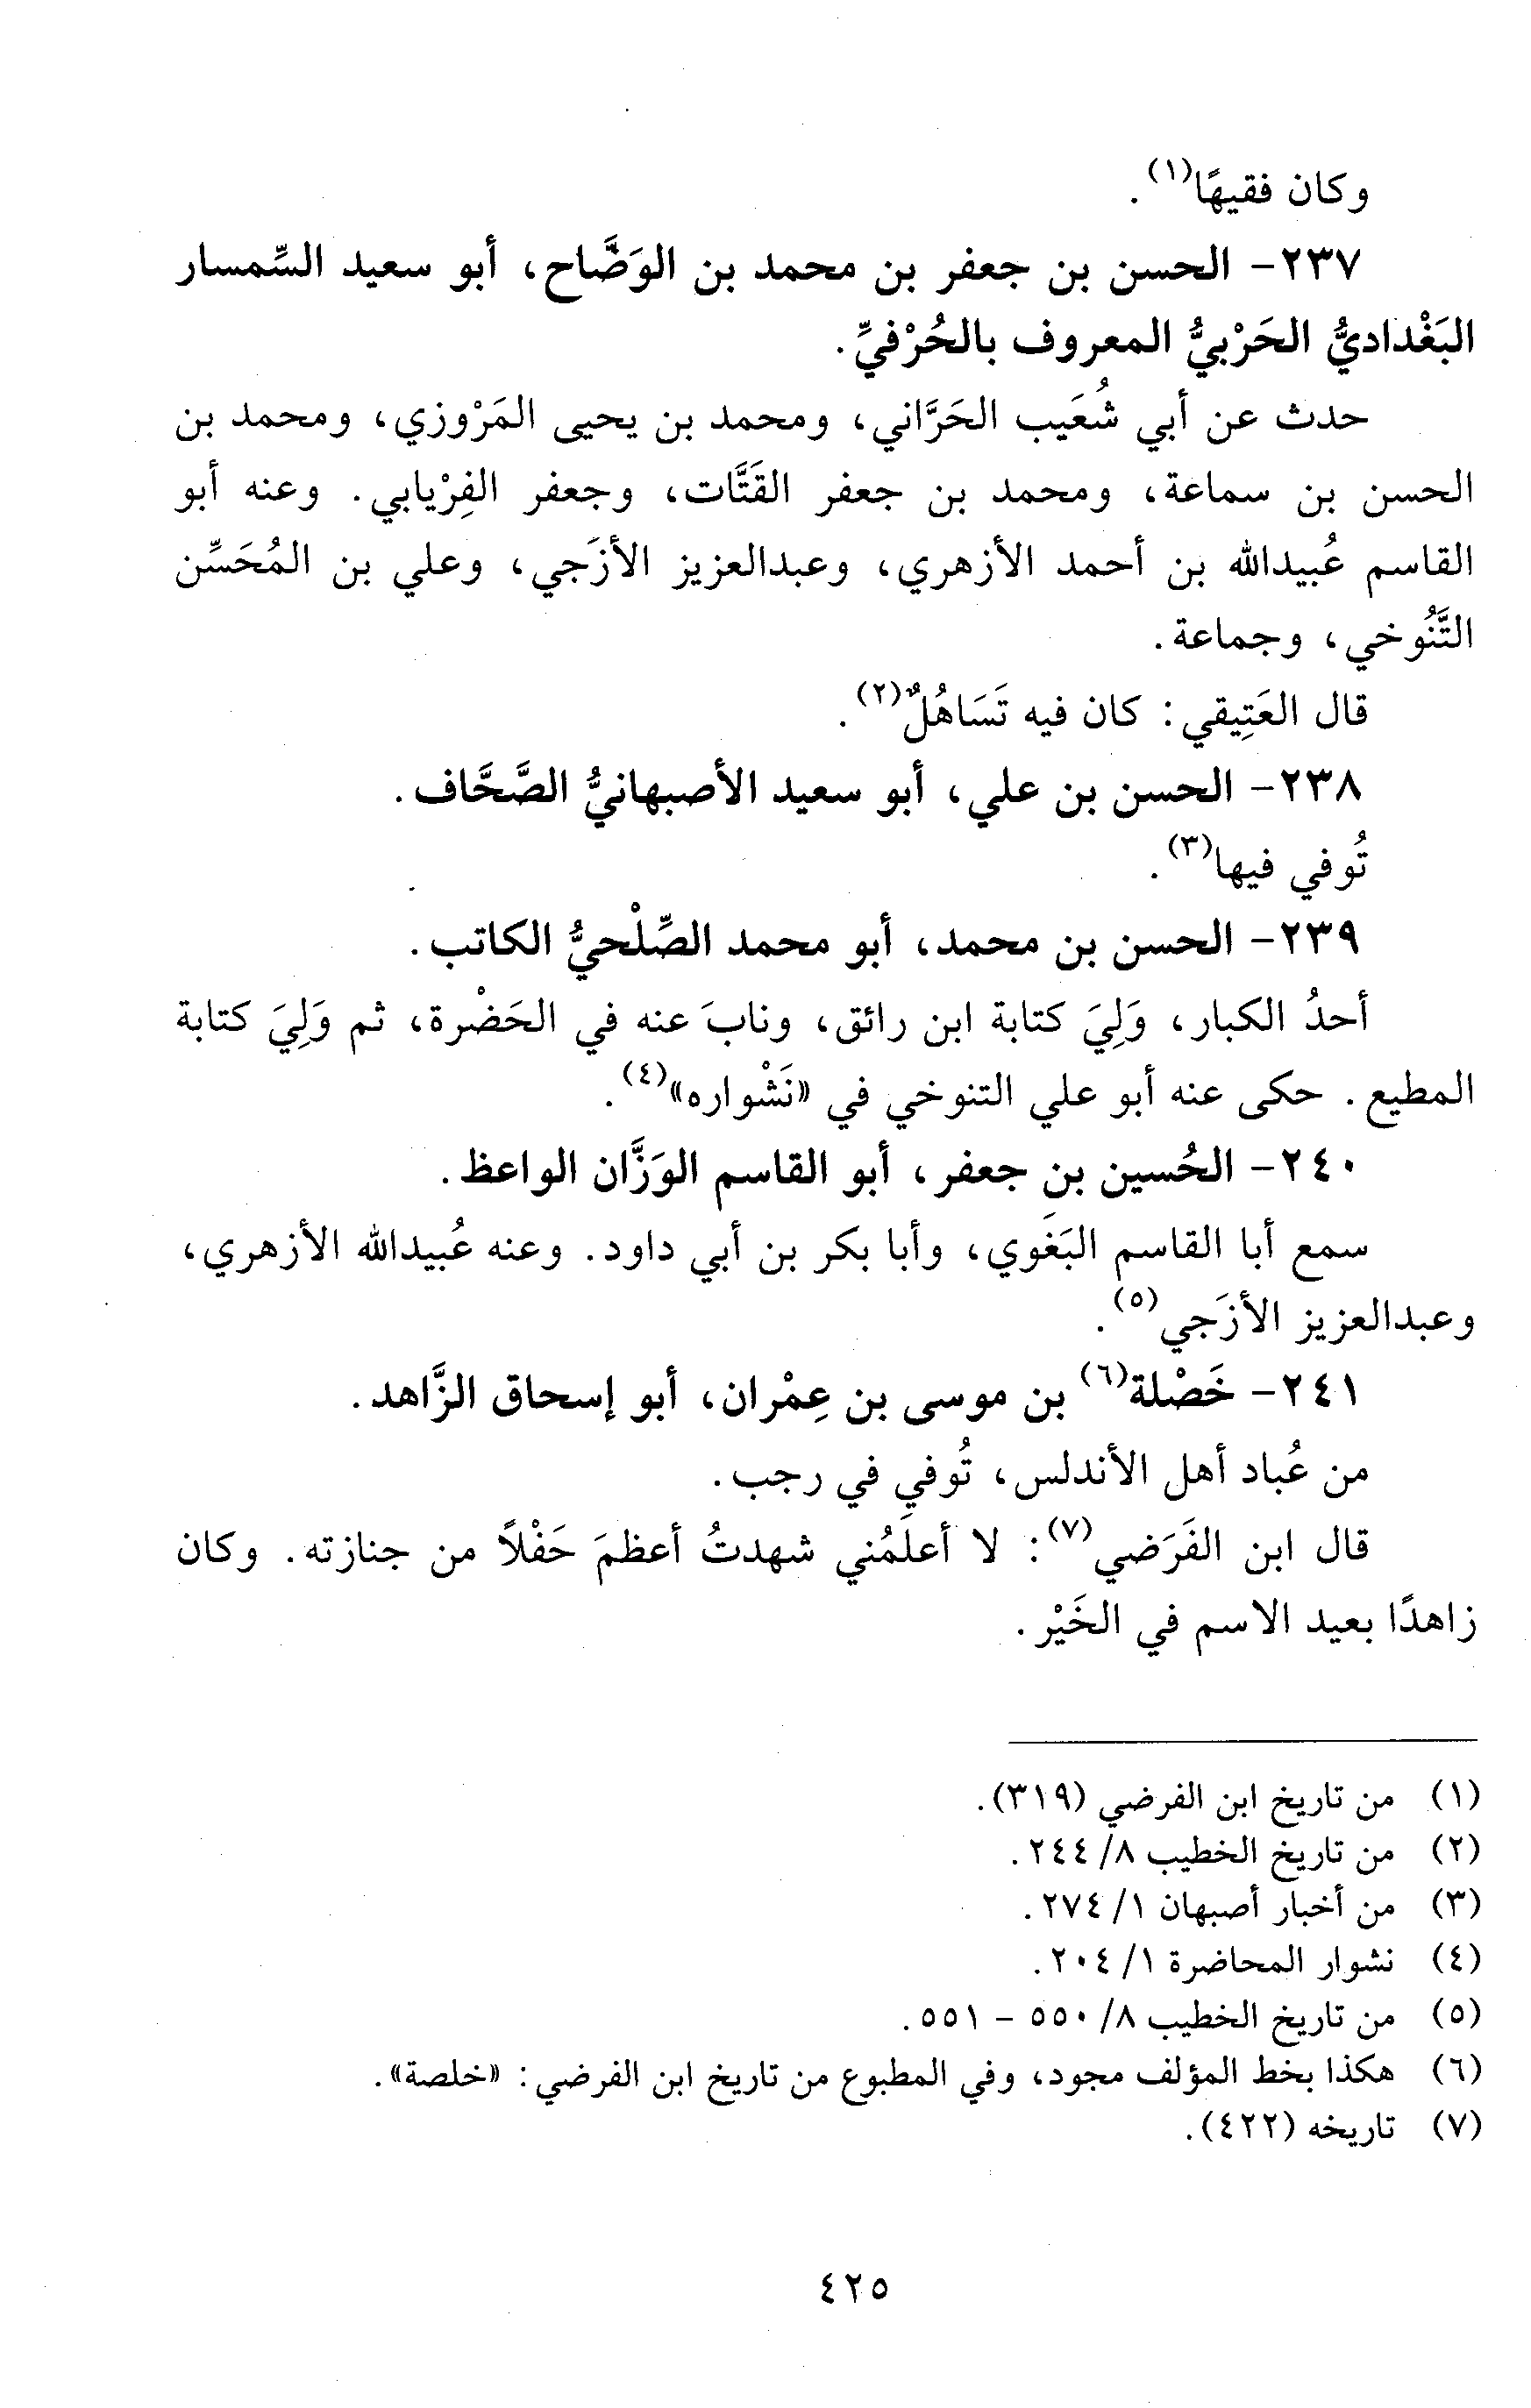 وكان فقيهًا(١).
٢٣٧- الحسن بن جعفر بن محمد بن الوَضَّاح، أبو سعيد السِّمسار
البَغْداديُّ الحَرْبيُّ المعروف بالحُرْفيِّ.
حدث عن أبي شُعَيب الحَرَّاني، ومحمد بن يحيى المَرْوزي، ومحمد بن
الحسن بن سماعة، ومحمد بن جعفر القَتَّات، وجعفر الفِرْيابي. وعنه أبو
القاسم عُبيدالله بن أحمد الأزهري، وعبدالعزيز الأزَجي، وعلي بن المُحَسِّن
التَّنُوخي، وجماعة.
قال العَتِيقي: كان فيه تَسَاهُلٌ(٢).
٢٣٨- الحسن بن علي، أبو سعيد الأصبهانيُّ الصَّحَّاف.
تُوفي فيها(٣).
٢٣٩- الحسن بن محمد، أبو محمد الصِّلْحيُّ الكاتب.
أحدُ الكبار، وَلِيَ كتابة ابن رائق، ونابَ عنه في الحَضْرة، ثم وَلِيَ كتابة
المطيع. حكى عنه أبو علي التنوخي في «نَشْواره»(٤).
٢٤٠- الحُسين بن جعفر، أبو القاسم الوَزَّان الواعظ.
سمع أبا القاسم البَغَوي، وأبا بكر بن أبي داود. وعنه عُبيدالله الأزهري،
وعبدالعزيز الأزَجي(٥).
٢٤١- خَصْلة(٦) بن موسى بن عِمْران، أبو إسحاق الزَّاهد.
من عُباد أهل الأندلس، تُوفي في رجب.
قال ابن الفَرَضي(٧): لا أعلَمُني شهدتُ أعظمَ حَفْلاً من جنازته. وكان
زاهدًا بعيد الاسم في الخَيْر.
(١) من تاريخ ابن الفرضي (٣١٩).
(٢) من تاريخ الخطيب ٨/ ٢٤٤.
(٣) من أخبار أصبهان ١/ ٢٧٤.
(٤) نشوار المحاضرة ١/ ٢٠٤.
(٥) من تاريخ الخطيب ٨/ ٥٥٠ - ٥٥١.
(٦) هكذا بخط المؤلف مجود، وفي المطبوع من تاريخ ابن الفرضي: «خلصة».
(٧) تاريخه (٤٢٢).
٤٢٥